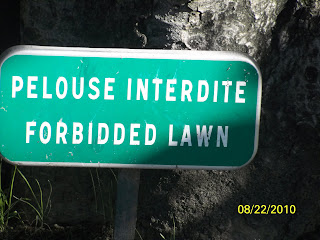 PELOUSE INTERDITE
FORBIDDED LAWN
08/22/2010